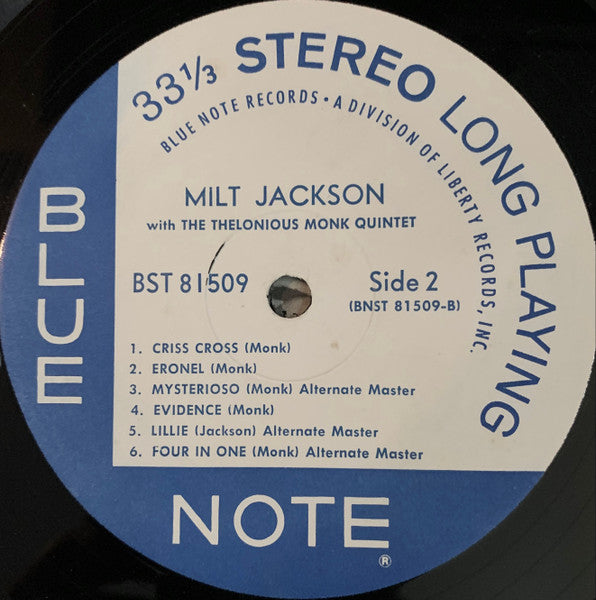 33⅓ STEREO LONG PLAYING
BLUE NOTE RECORDS • A DIVISION OF LIBERTY RECORDS, INC.
MILT JACKSON
with THE THELONIOUS MONK QUINTET
BST 81509
Side 2
(BNST 81509-B)
1. CRISS CROSS (Monk)
2. ERONEL (Monk)
3. MYSTERIOSO (Monk) Alternate Master
4. EVIDENCE (Monk)
5. LILLIE (Jackson) Alternate Master
6. FOUR IN ONE (Monk) Alternate Master
BLUE
NOTE
®